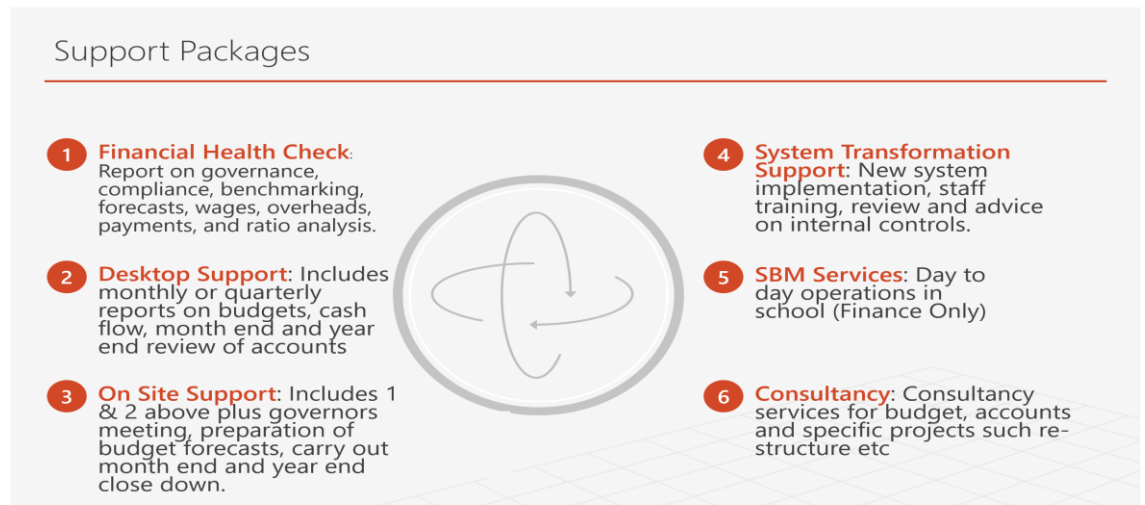 Support Packages
1
Financial Health Check:
Report on governance,
compliance, benchmarking,
forecasts, wages, overheads,
payments, and ratio analysis.
2
Desktop Support: Includes
monthly or quarterly
reports on budgets, cash
flow, month end and year
end review of accounts
3
On Site Support: Includes 1
& 2 above plus governors
meeting, preparation of
budget forecasts, carry out
month end and year end
close down.
4
System Transformation
Support: New system
implementation, staff
training, review and advice
on internal controls.
5
SBM Services: Day to
day operations in
school (Finance Only)
6
Consultancy: Consultancy
services for budget, accounts
and specific projects such re-
structure etc